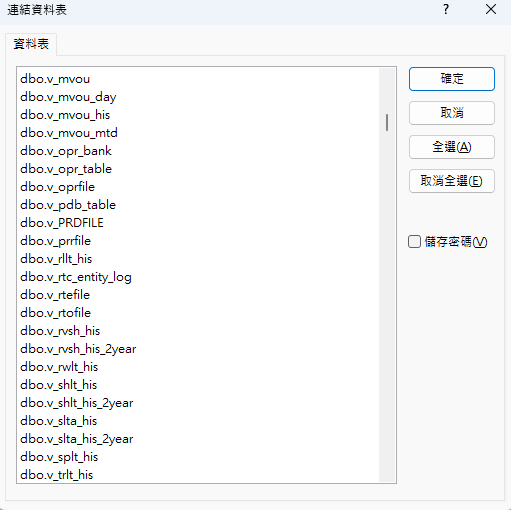 連結資料表
?
資料表
dbo.v_mvou
dbo.v_mvou_day
dbo.v_mvou_his
dbo.v_mvou_mtd
dbo.v_opr_bank
dbo.v_opr_table
dbo.v_oprfile
dbo.v_pdb_table
dbo.v_PRDFILE
dbo.v_prrfile
dbo.v_rllt_his
dbo.v_rtc_entity_log
dbo.v_rtefile
dbo.v_rtofile
dbo.v_rvsh_his
dbo.v_rvsh_his_2year
dbo.v_rwlt_his
dbo.v_shlt_his
dbo.v_shlt_his_2year
dbo.v_slta_his
dbo.v_slta_his_2year
dbo.v_splt_his
dbo.v_trlt_his
確定
取消
全選(A)
取消全選(E)
儲存密碼(V)